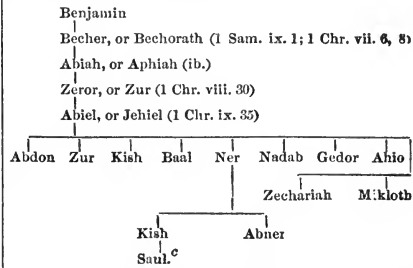 Benjamin
Becher, or Bechorath (1 Sam. ix. 1; 1 Chr. vii. 6, 8)
Abiah, or Aphiah (ib.)
Zeror, or Zur (1 Chr. viii. 30)
Abiel, or Jehiel (1 Chr. ix. 35)
Abdon Zur Kish Baal Ner Nadab Gedor Ahio
Zechariah Mikloth
Kish Abner
Saul.c